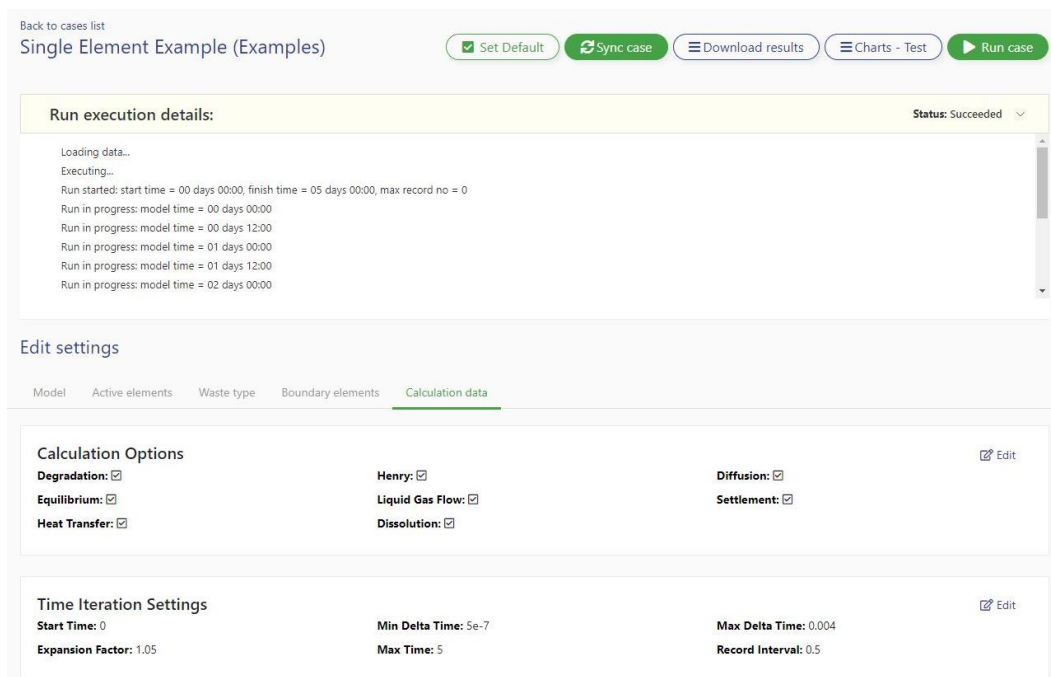 Back to cases list
Single Element Example (Examples)
Set Default Sync case Download results Charts - Test Run case
Run execution details: Status: Succeeded
Loading data...
Executing...
Run started: start time = 00 days 00:00, finish time = 05 days 00:00, max record no = 0
Run in progress: model time = 00 days 00:00
Run in progress: model time = 00 days 12:00
Run in progress: model time = 01 days 00:00
Run in progress: model time = 01 days 12:00
Run in progress: model time = 02 days 00:00
Edit settings
Model Active elements Waste type Boundary elements Calculation data
Calculation Options Edit
Degradation: Henry: Diffusion:
Equilibrium: Liquid Gas Flow: Settlement:
Heat Transfer: Dissolution:
Time Iteration Settings Edit
Start Time: 0 Min Delta Time: 5e-7 Max Delta Time: 0.004
Expansion Factor: 1.05 Max Time: 5 Record Interval: 0.5